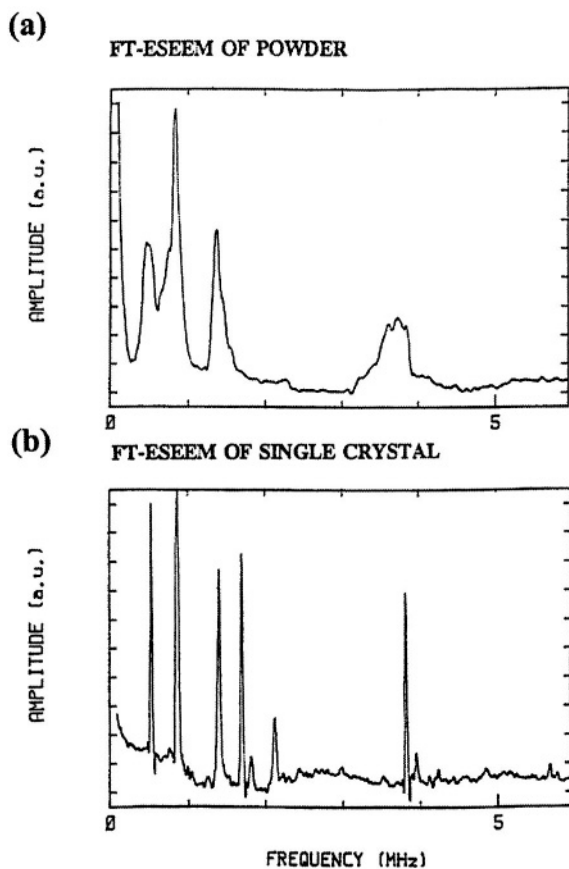 (a)
FT-ESEEM OF POWDER
AMPLITUDE (a.u.)
0 5
(b)
FT-ESEEM OF SINGLE CRYSTAL
AMPLITUDE (a.u.)
0 5
FREQUENCY (MHz)